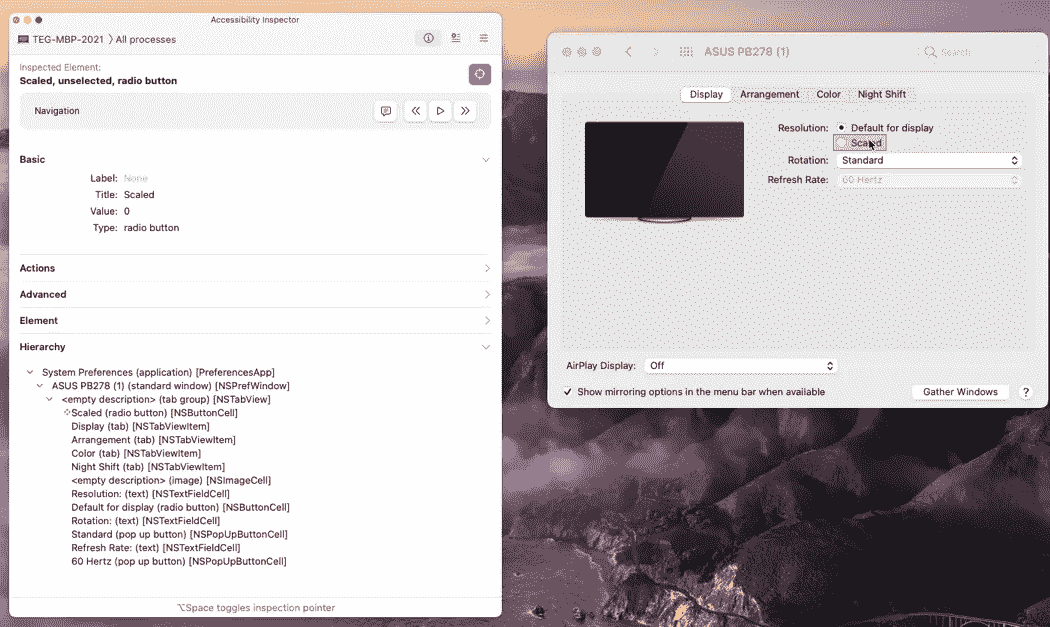 Accessibility Inspector
TEG-MBP-2021 〉All processes
Inspected Element:
Scaled, unselected, radio button
Navigation
Basic
Label: None
Title: Scaled
Value: 0
Type: radio button
Actions
Advanced
Element
Hierarchy
System Preferences (application) [PreferencesApp]
ASUS PB278 (1) (standard window) [NSPrefWindow]
<empty description> (tab group) [NSTabView]
Scaled (radio button) [NSButtonCell]
Display (tab) [NSTabViewItem]
Arrangement (tab) [NSTabViewItem]
Color (tab) [NSTabViewItem]
Night Shift (tab) [NSTabViewItem]
<empty description> (image) [NSImageCell]
Resolution: (text) [NSTextFieldCell]
Default for display (radio button) [NSButtonCell]
Rotation: (text) [NSTextFieldCell]
Standard (pop up button) [NSPopUpButtonCell]
Refresh Rate: (text) [NSTextFieldCell]
60 Hertz (pop up button) [NSPopUpButtonCell]
⌥Space toggles inspection pointer
ASUS PB278 (1)
Search
Display Arrangement Color Night Shift
Resolution: Default for display
Scaled
Rotation: Standard
Refresh Rate: 60 Hertz
AirPlay Display: Off
Show mirroring options in the menu bar when available
Gather Windows ?